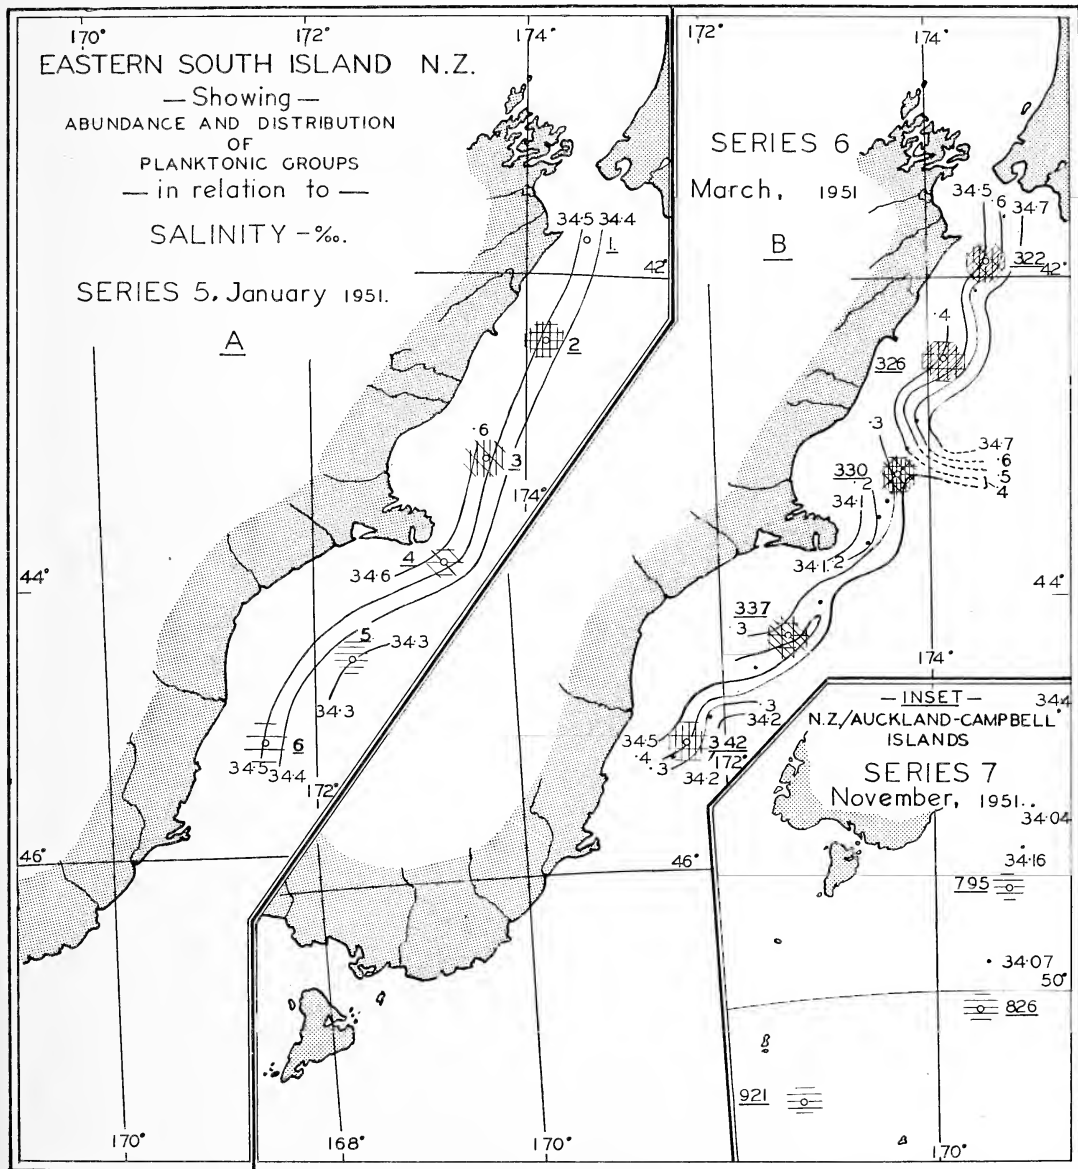 170° 172° 174°
EASTERN SOUTH ISLAND N.Z.
— Showing —
ABUNDANCE AND DISTRIBUTION
OF
PLANKTONIC GROUPS
— in relation to —
SALINITY -‰.
SERIES 5, January 1951.
A
34·5 34·4
1
42°
2
·6
3
174°
4
34·6
44°
5
34·3
34·3
6
34·5 34·4
172°
46°
170°
172° 174°
SERIES 6
March, 1951
B
34·5 ·6 34·7
322
42°
·4
326
·3
34·7
·6
·5
·4
330
·2
34·1
34·1 ·2
44°
337
·3
174°
·3
34·2
34·5
342
·4
·3
34·2
172°
46°
168° 170°
— INSET —
34·4
N.Z./AUCKLAND-CAMPBELL
ISLANDS
SERIES 7
November, 1951..
34·04
34·16
795
34·07
50°
826
921
170°